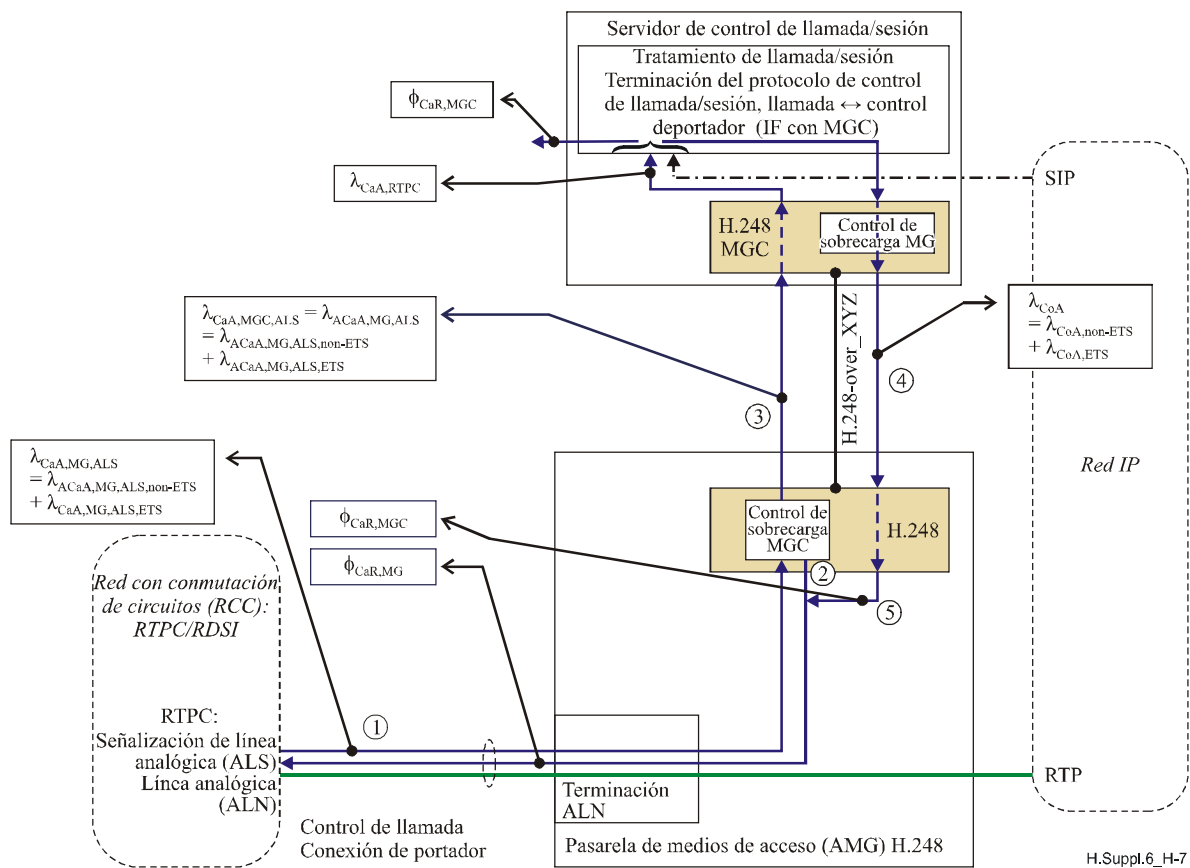 Servidor de control de llamada/sesión
Tratamiento de llamada/sesión
Terminación del protocolo de control
de llamada/sesión, llamada ↔ control
deportador (IF con MGC)
ϕCaR,MGC
λCaA,RTPC
SIP
H.248
MGC
Control de
sobrecarga MG
λCaA,MGC,ALS = λACaA,MG,ALS
= λACaA,MG,ALS,non-ETS
+ λACaA,MG,ALS,ETS
H.248-over_XYZ
λCoA
= λCoA,non-ETS
+ λCoA,ETS
3
4
Red IP
λCaA,MG,ALS
= λACaA,MG,ALS,non-ETS
+ λCaA,MG,ALS,ETS
ϕCaR,MGC
ϕCaR,MG
Control de
sobrecarga
MGC
H.248
2
5
Red con conmutación
de circuitos (RCC):
RTPC/RDSI
1
RTPC:
Señalización de línea
analógica (ALS)
Línea analógica
(ALN)
RTP
Terminación
ALN
Control de llamada
Conexión de portador
Pasarela de medios de acceso (AMG) H.248
H.Suppl.6_H-7